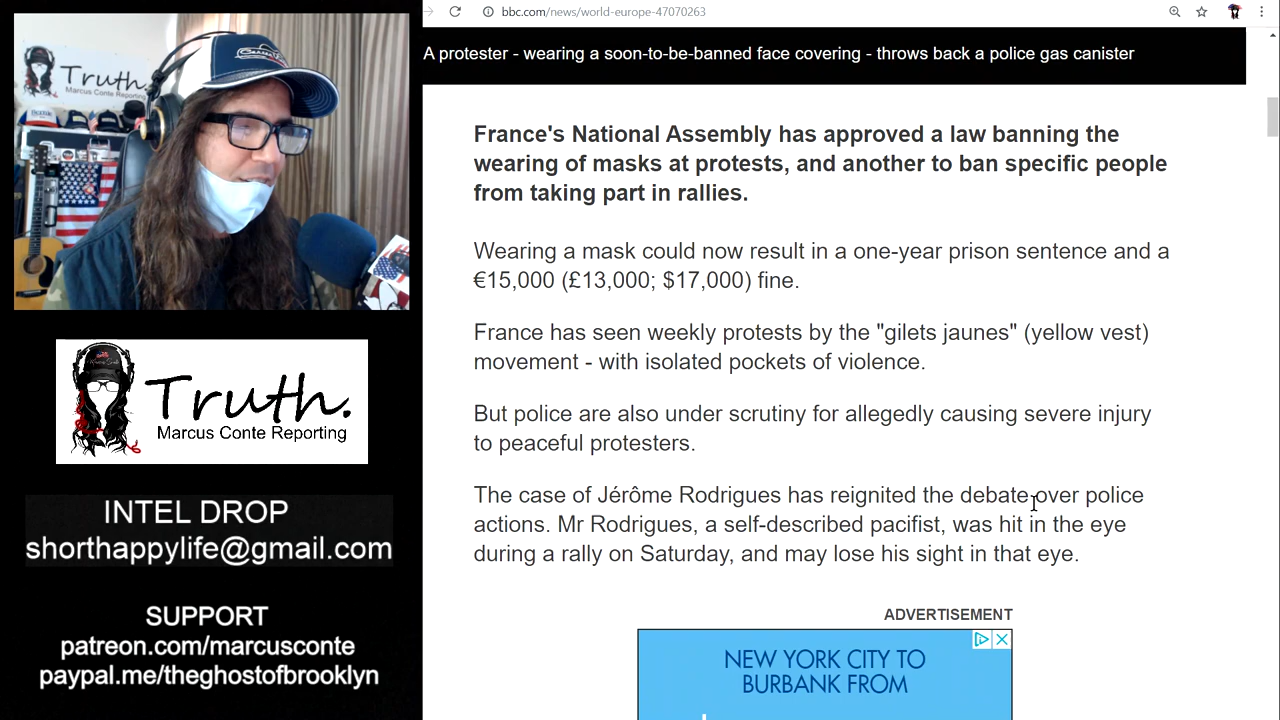 bbc.com/news/world-europe-47070263
A protester - wearing a soon-to-be-banned face covering - throws back a police gas canister
Truth.
Marcus Conte Reporting
France's National Assembly has approved a law banning the
wearing of masks at protests, and another to ban specific people
from taking part in rallies.
Wearing a mask could now result in a one-year prison sentence and a
€15,000 (£13,000; $17,000) fine.
France has seen weekly protests by the "gilets jaunes" (yellow vest)
movement - with isolated pockets of violence.
But police are also under scrutiny for allegedly causing severe injury
to peaceful protesters.
The case of Jérôme Rodrigues has reignited the debate over police
actions. Mr Rodrigues, a self-described pacifist, was hit in the eye
during a rally on Saturday, and may lose his sight in that eye.
ADVERTISEMENT
NEW YORK CITY TO
BURBANK FROM
Truth.
Marcus Conte Reporting
INTEL DROP
shorthappylife@gmail.com
SUPPORT
patreon.com/marcusconte
paypal.me/theghostofbrooklyn